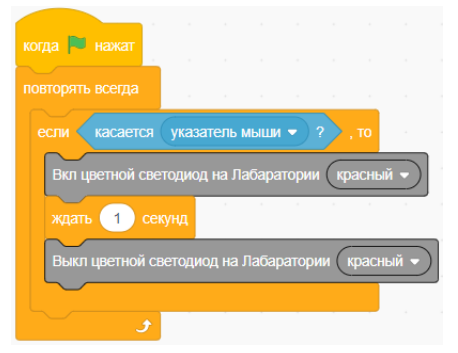 когда нажат
повторять всегда
если касается указатель мыши ? , то
Вкл цветной светодиод на Лабаратории красный
ждать 1 секунд
Выкл цветной светодиод на Лабаратории красный